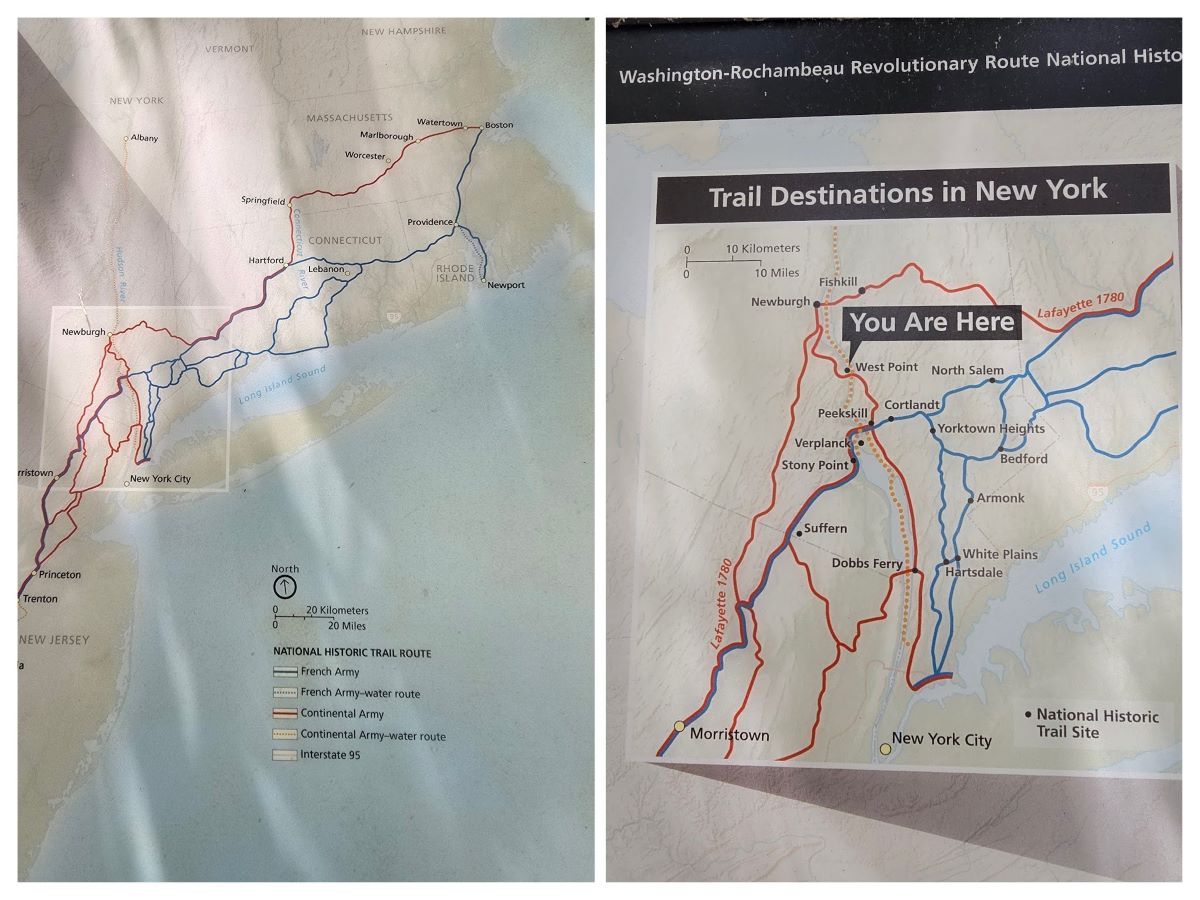 NEW HAMPSHIRE
VERMONT
NEW YORK
MASSACHUSETTS
Watertown
Boston
Albany
Marlborough
Worcester
Springfield
Connecticut River
Providence
CONNECTICUT
Hudson River
Hartford
Lebanon
RHODE
ISLAND
Newport
95
Newburgh
Long Island Sound
rristown
New York City
Princeton
Trenton
NEW JERSEY
a
North
0 20 Kilometers
0 20 Miles
NATIONAL HISTORIC TRAIL ROUTE
French Army
French Army–water route
Continental Army
Continental Army–water route
Interstate 95
Washington-Rochambeau Revolutionary Route National Histo
Trail Destinations in New York
0 10 Kilometers
0 10 Miles
Fishkill
Newburgh
Lafayette 1780
You Are Here
West Point
North Salem
Peekskill
Cortlandt
Verplanck
Yorktown Heights
Stony Point
Bedford
95
Armonk
Suffern
White Plains
Dobbs Ferry
Hartsdale
Long Island Sound
Lafayette 1780
National Historic
Trail Site
Morristown
New York City